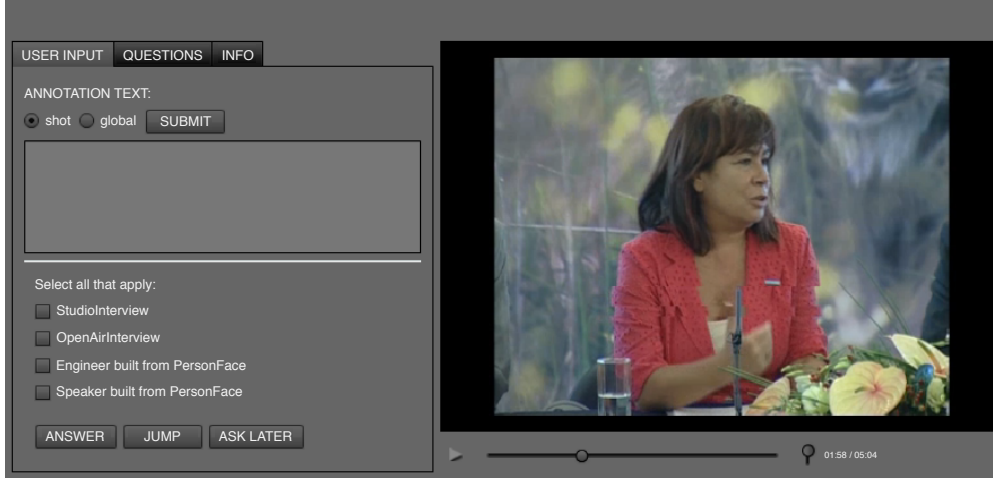 USER INPUT QUESTIONS INFO
ANNOTATION TEXT:
shot global SUBMIT
Select all that apply:
StudioInterview
OpenAirInterview
Engineer built from PersonFace
Speaker built from PersonFace
ANSWER JUMP ASK LATER
01:58 / 05:04